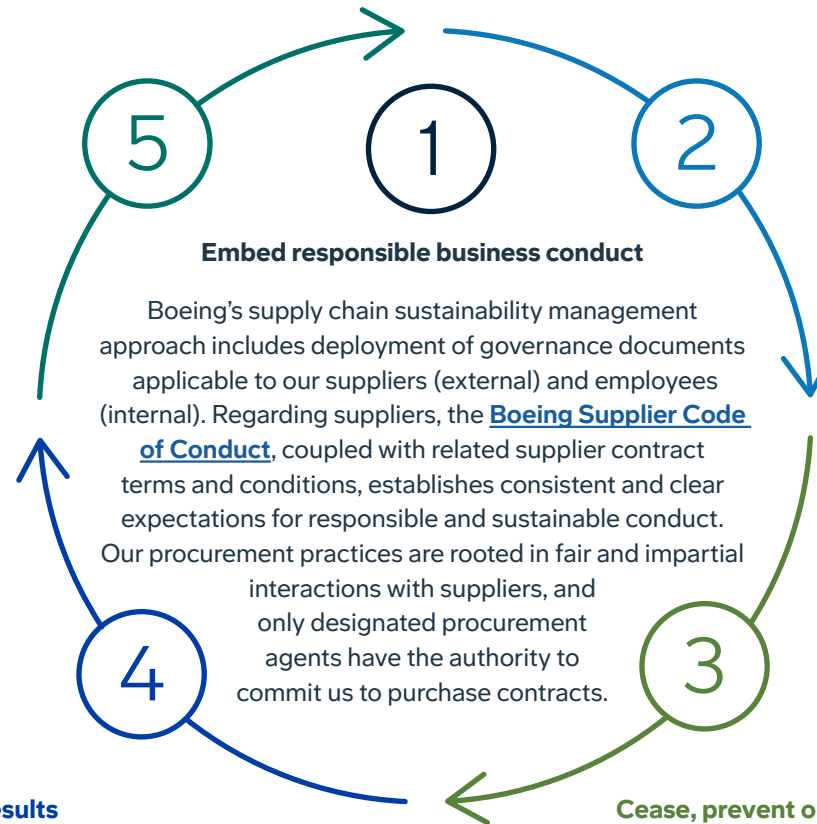 5
1
2
Embed responsible business conduct
Boeing’s supply chain sustainability management
approach includes deployment of governance documents
applicable to our suppliers (external) and employees
(internal). Regarding suppliers, the Boeing Supplier Code
of Conduct, coupled with related supplier contract
terms and conditions, establishes consistent and clear
expectations for responsible and sustainable conduct.
Our procurement practices are rooted in fair and impartial
interactions with suppliers, and
only designated procurement
agents have the authority to
commit us to purchase contracts.
4
3
Cease, prevent